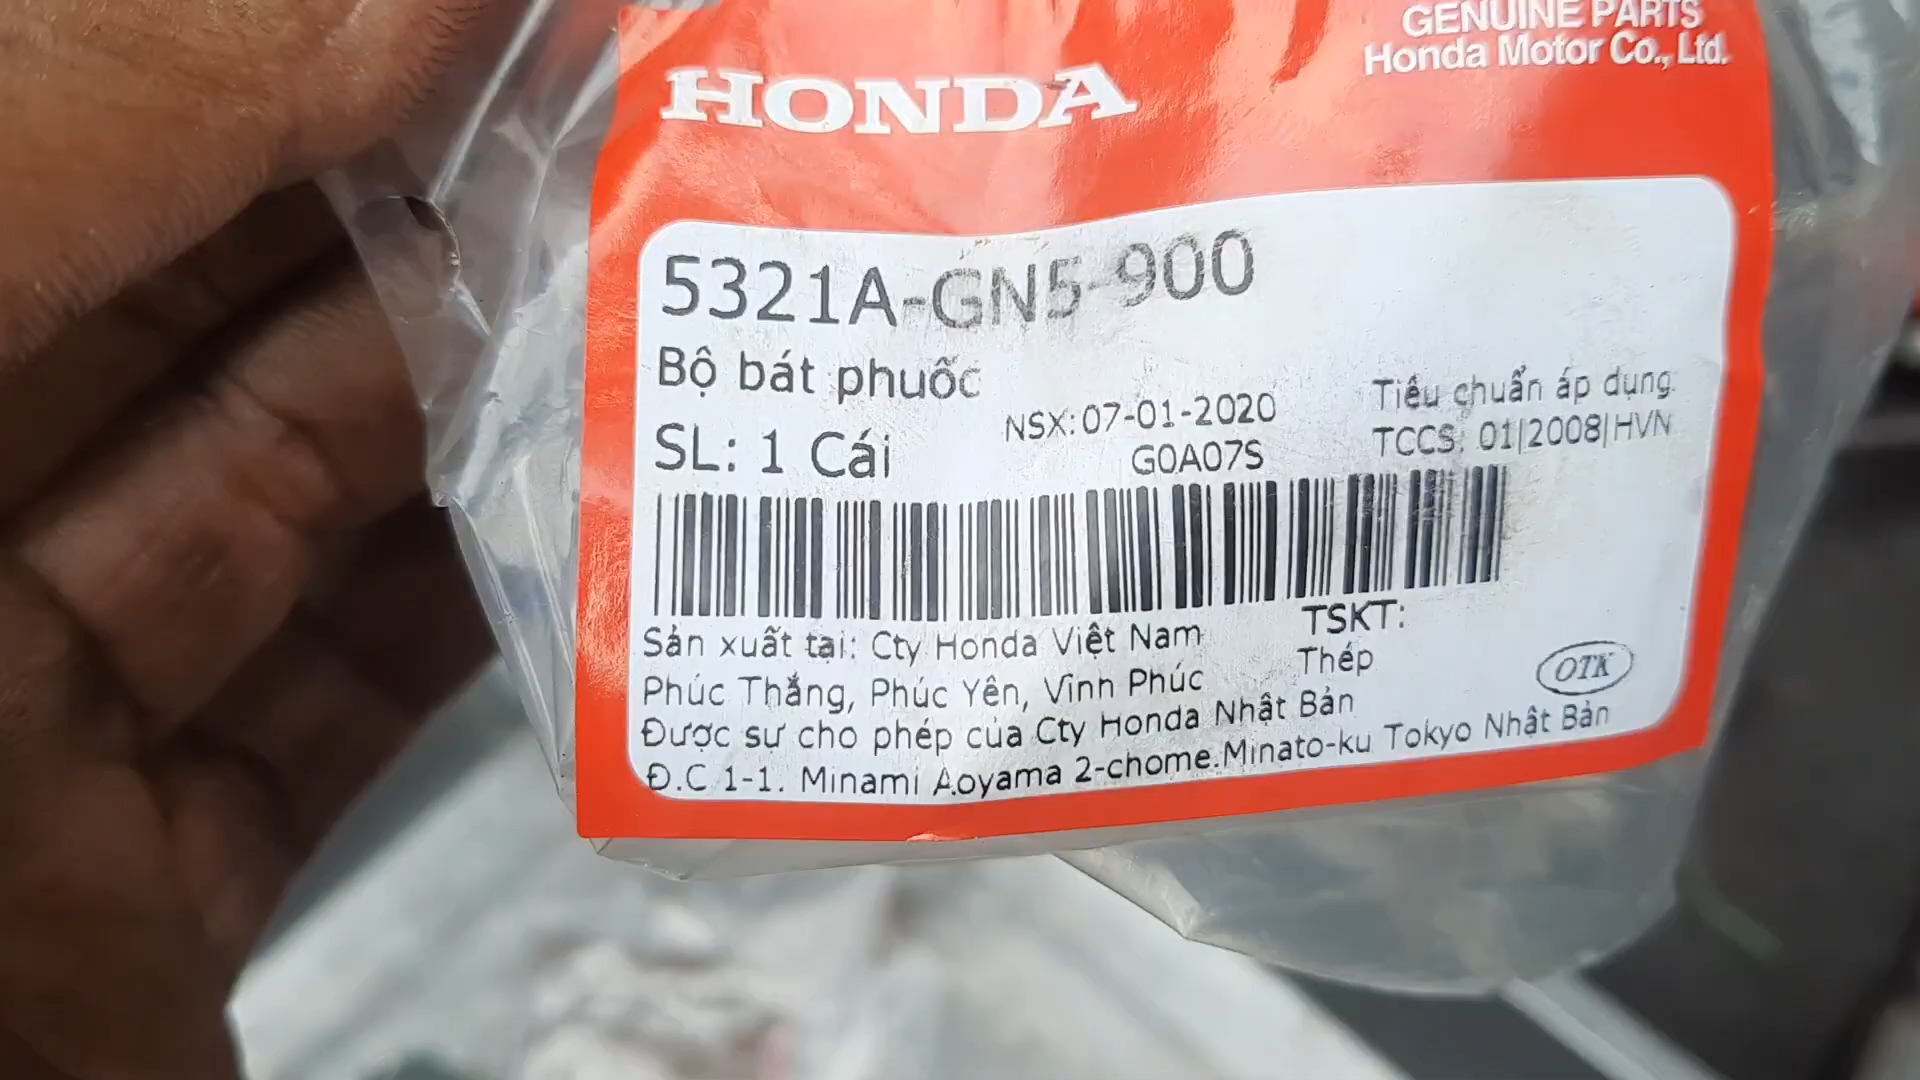 GENUINE PARTS
Honda Motor Co., Ltd.
HONDA
5321A-GN5-900
Bộ bát phuốc
SL: 1 Cái
NSX: 07-01-2020
G0A07S
Tiêu chuẩn áp dụng:
TCCS: 01|2008|HVN
Sản xuất tại: Cty Honda Việt Nam
Phúc Thắng, Phúc Yên, Vĩnh Phúc
Được sự cho phép của Cty Honda Nhật Bản
Đ.C 1-1. Minami Aoyama 2-chome.Minato-ku Tokyo Nhật Bản
TSKT:
Thép
OTK